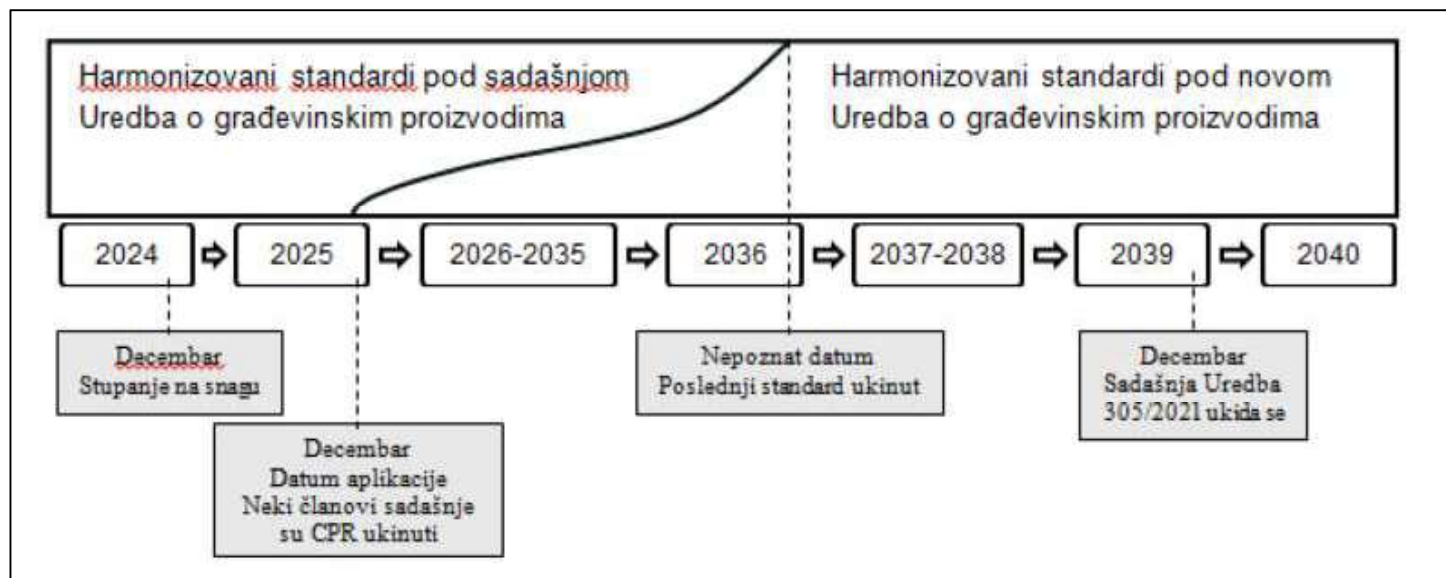 Harmonizovani standardi pod sadašnjom
Uredba o građevinskim proizvodima
Harmonizovani standardi pod novom
Uredba o građevinskim proizvodima
2024
2025
2026-2035
2036
2037-2038
2039
2040
Decembar
Stupanje na snagu
Decembar
Datum aplikacije
Neki članovi sadašnje
su CPR ukinuti
Nepoznat datum
Poslednji standard ukinut
Decembar
Sadašnja Uredba
305/2021 ukida se